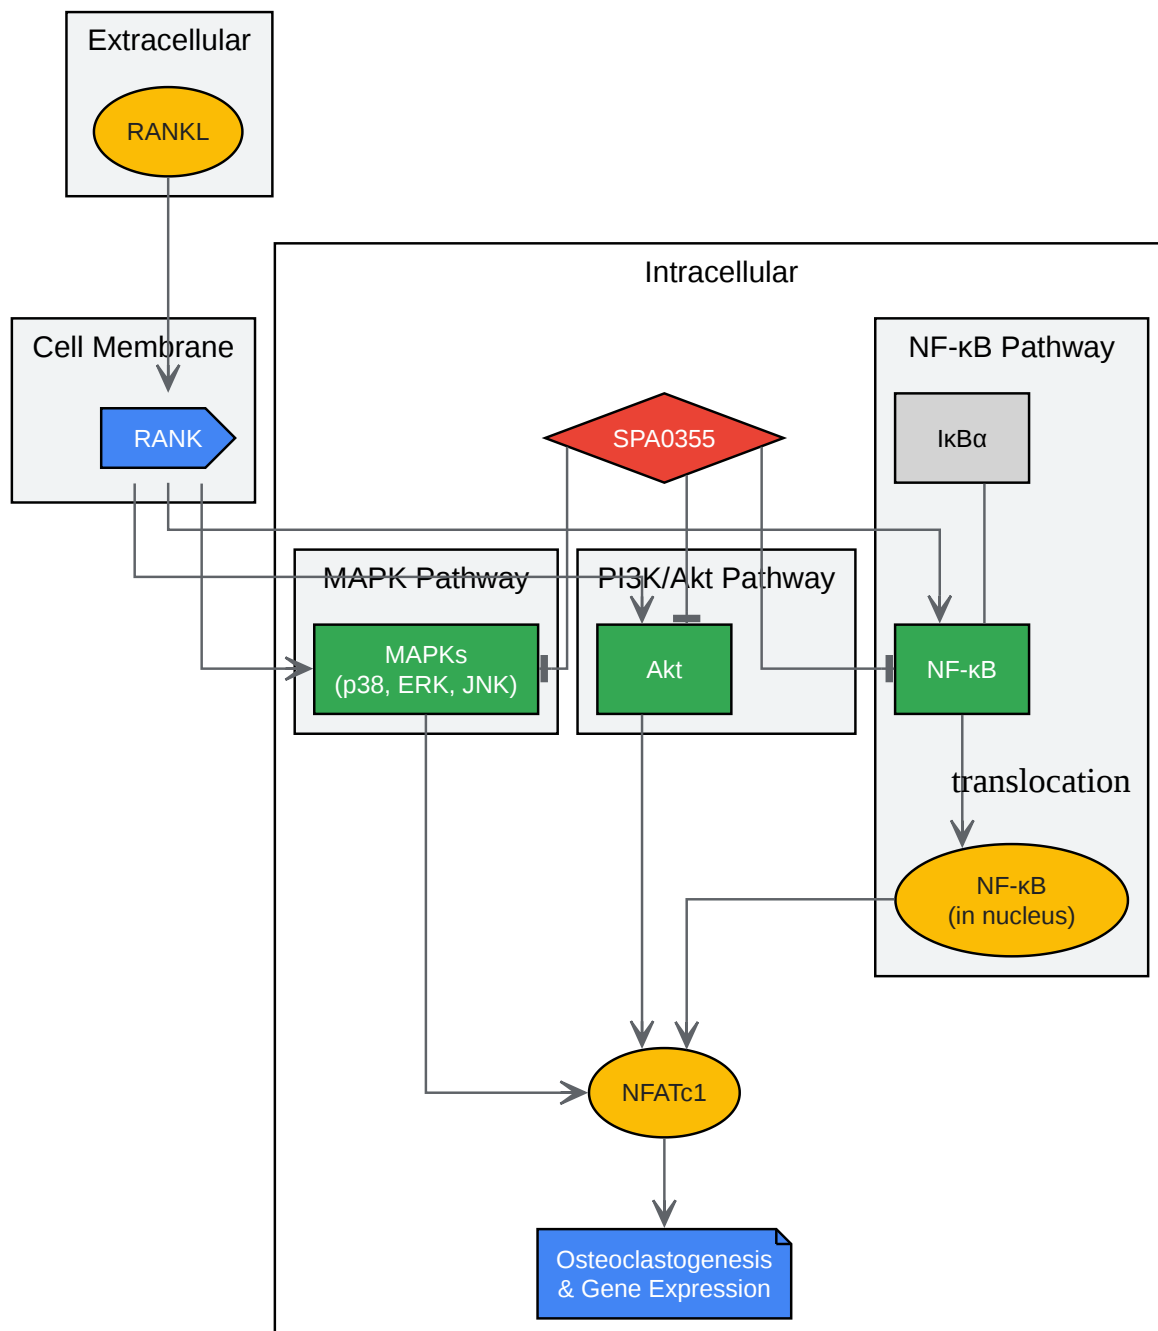 Extracellular
RANKL
Intracellular
Cell Membrane
RANK
SPA0355
NF-κB Pathway
IκBα
MAPK Pathway
MAPKs
(p38, ERK, JNK)
PI3K/Akt Pathway
Akt
NF-κB
translocation
NF-κB
(in nucleus)
NFATc1
Osteoclastogenesis
& Gene Expression